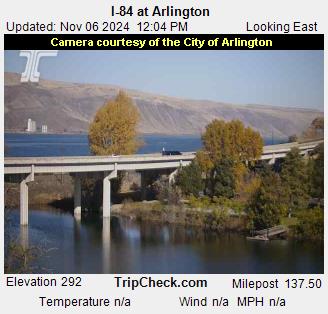 I-84 at Arlington
Updated: Nov 06 2024 12:04 PM Looking East
Camera courtesy of the City of Arlington
Elevation 292 TripCheck.com Milepost 137.50
Temperature n/a Wind n/a MPH n/a